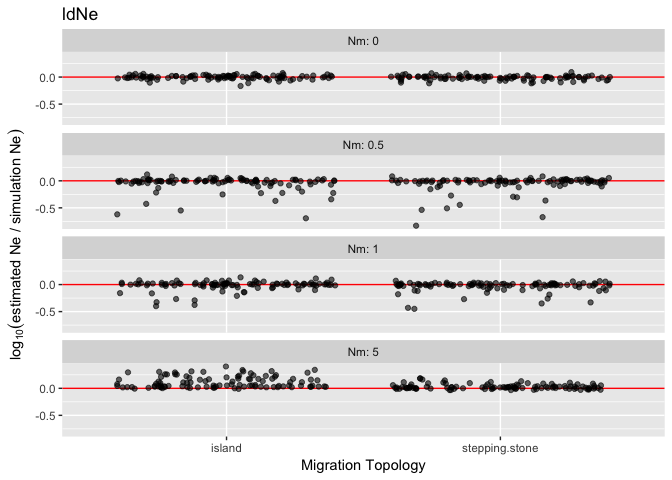 ldNe
Nm: 0
0.0
-0.5
Nm: 0.5
0.0
-0.5
Nm: 1
0.0
-0.5
Nm: 5
0.0
-0.5
log₁₀(estimated Ne / simulation Ne)
island
stepping.stone
Migration Topology